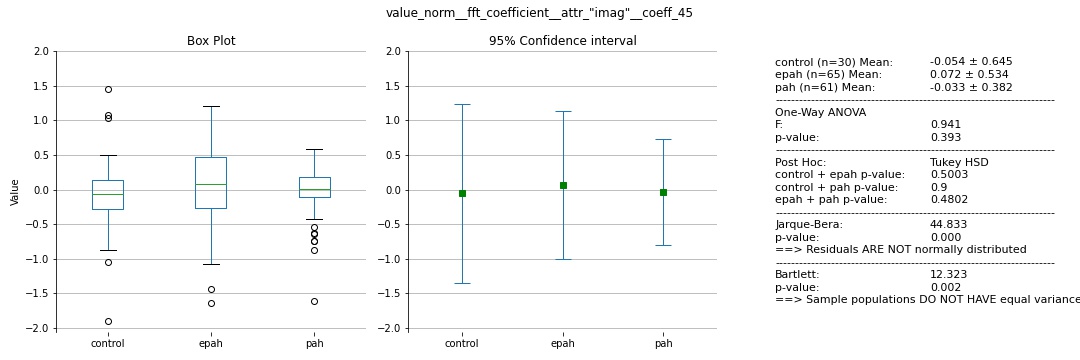 value_norm__fft_coefficient__attr_"imag"__coeff_45
Box Plot
2.0
1.5
1.0
0.5
0.0
−0.5
−1.0
−1.5
−2.0
Value
control epah pah
95% Confidence interval
2.0
1.5
1.0
0.5
0.0
−0.5
−1.0
−1.5
−2.0
control epah pah
control (n=30) Mean: -0.054 ± 0.645
epah (n=65) Mean: 0.072 ± 0.534
pah (n=61) Mean: -0.033 ± 0.382
One-Way ANOVA
F: 0.941
p-value: 0.393
Post Hoc: Tukey HSD
control + epah p-value: 0.5003
control + pah p-value: 0.9
epah + pah p-value: 0.4802
Jarque-Bera: 44.833
p-value: 0.000
==> Residuals ARE NOT normally distributed
Bartlett: 12.323
p-value: 0.002
==> Sample populations DO NOT HAVE equal variance